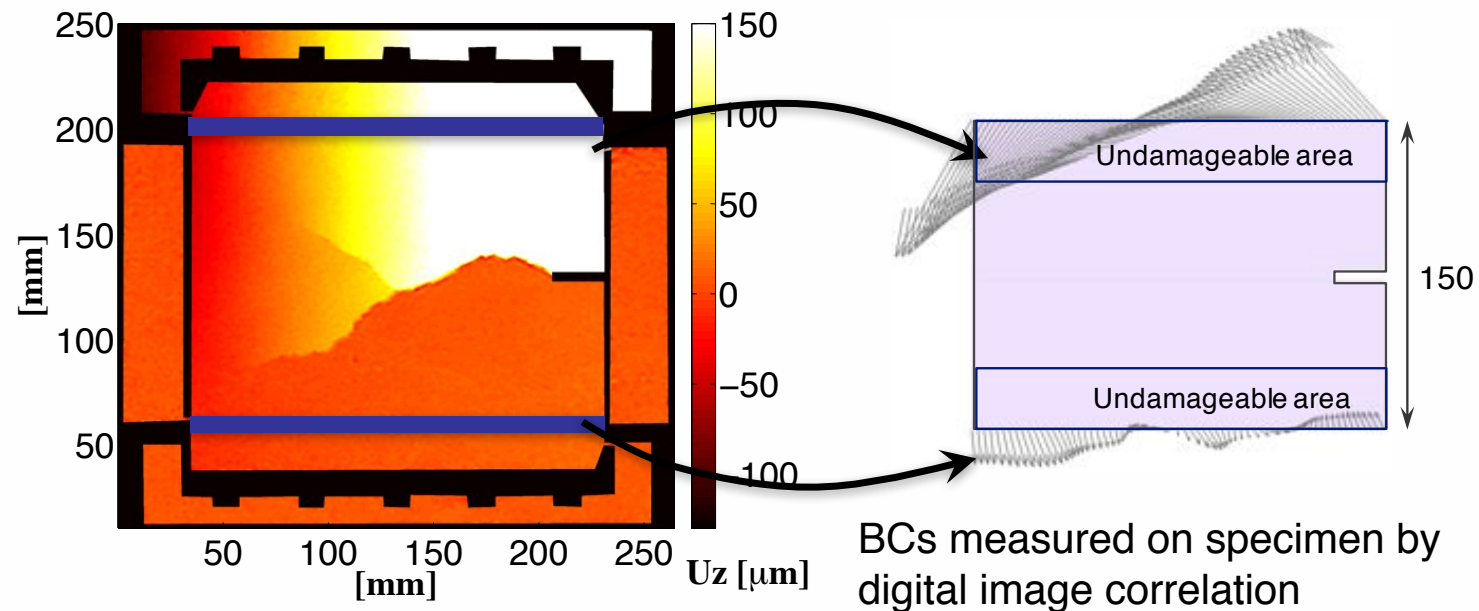 250
200
150
100
50
[mm]
50
100
150
200
250
[mm]
150
100
50
0
−50
−100
Uz [μm]
Undamageable area
Undamageable area
150
BCs measured on specimen by
digital image correlation